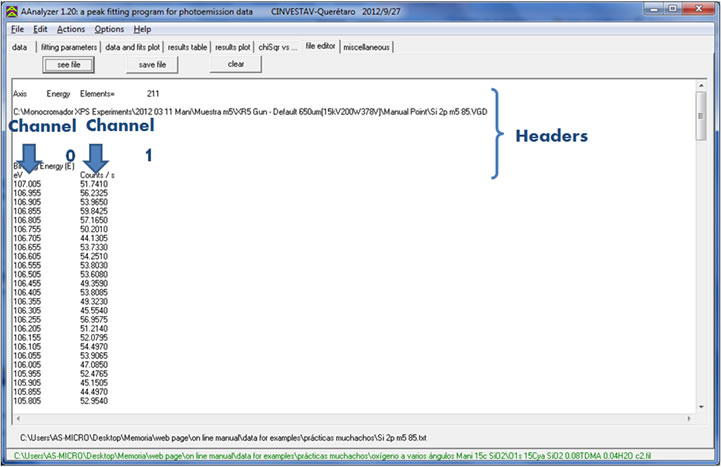 AAnalyzer 1.20: a peak fitting program for photoemission data CINVESTAV-Querétaro 2012/9/27
File Edit Actions Options Help
data fitting parameters data and fits plot results table results plot chiSqr vs ... file editor miscellaneous
see file save file clear
Axis Energy Elements= 211
C:\Monocromador XPS Experiments\2012 03 11 Mani\Muestra m5\XR5 Gun - Default 650um[15kV200W378V]\Manual Point\Si 2p m5 85.VGD
Channel Channel
Headers
0 1
Energy (E)
eV Counts / s
107.005 51.7410
106.955 56.2325
106.905 53.9650
106.855 59.8425
106.805 57.1650
106.755 50.2010
106.705 44.1305
106.655 53.7330
106.605 54.2510
106.555 53.8030
106.505 53.6080
106.455 49.3590
106.405 53.8085
106.355 49.3230
106.305 45.5540
106.255 56.9575
106.205 51.2140
106.155 52.0795
106.105 54.4970
106.055 53.9065
106.005 47.0850
105.955 52.4765
105.905 45.1505
105.855 44.4970
105.805 52.9540
C:\Users\AS-MICRO\Desktop\Memoria\web page\on line manual\data for examples\prácticas muchachos\Si 2p m5 85.txt
C:\Users\AS-MICRO\Desktop\Memoria\web page\on line manual\data for examples\prácticas muchachos\oxígeno a varios ángulos Mani 15c SiO2\O1s 15Cya SiO2 0.08TDMA 0.04H2O c2.fil